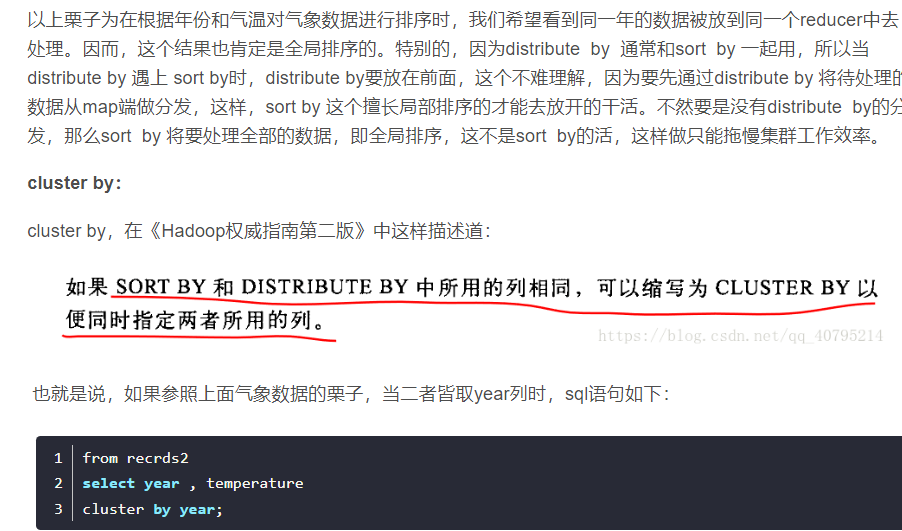 以上栗子为在根据年份和气温对气象数据进行排序时，我们希望看到同一年的数据被放到同一个reducer中去
处理。因而，这个结果也肯定是全局排序的。特别的，因为distribute by 通常和sort by 一起用，所以当
distribute by 遇上 sort by时，distribute by要放在前面，这个不难理解，因为要先通过distribute by 将待处理的
数据从map端做分发，这样，sort by 这个擅长局部排序的才能去放开的干活。不然要是没有distribute by的分
发，那么sort by 将要处理全部的数据，即全局排序，这不是sort by的活，这样做只能拖慢集群工作效率。
cluster by：
cluster by，在《Hadoop权威指南第二版》中这样描述道：
如果 SORT BY 和 DISTRIBUTE BY 中所用的列相同，可以缩写为 CLUSTER BY 以
便同时指定两者所用的列。
https://blog.csdn.net/qq_40795214
也就是说，如果参照上面气象数据的栗子，当二者皆取year列时，sql语句如下：
1 from recrds2
2 select year , temperature
3 cluster by year;